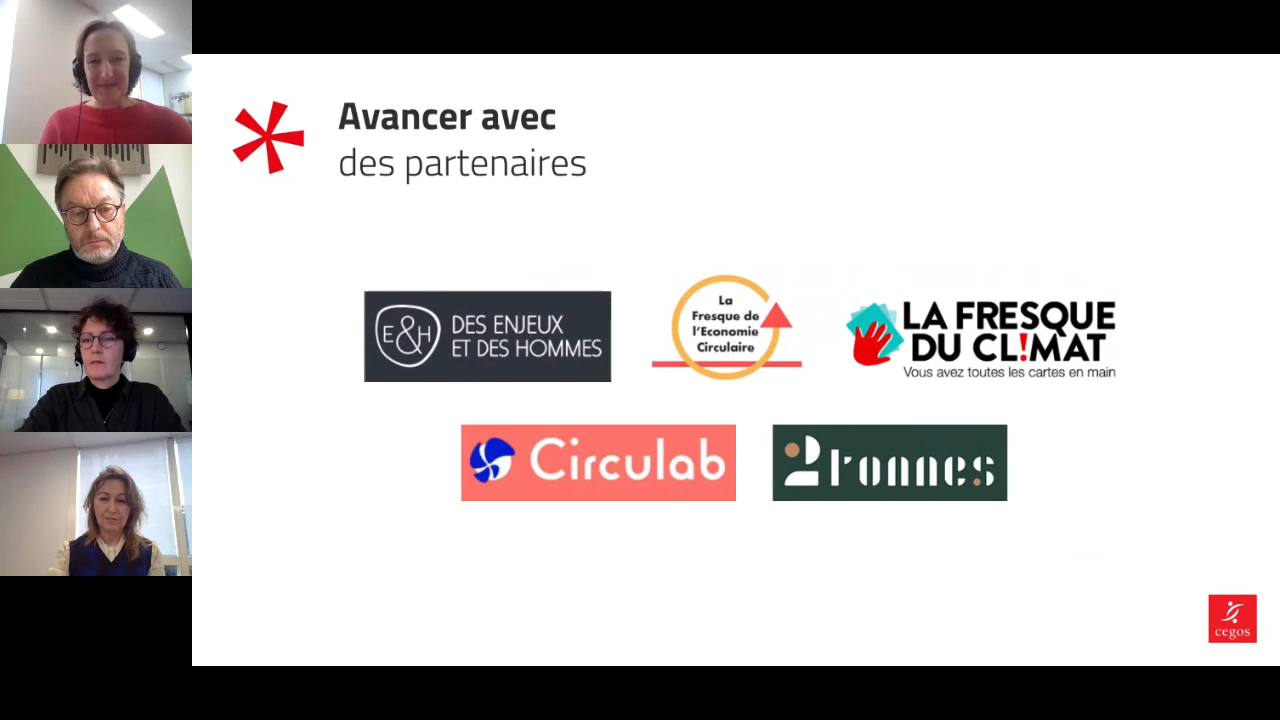 Avancer avec
des partenaires
E&H
DES ENJEUX
ET DES HOMMES
La
Fresque de
l'Economie
Circulaire
LA FRESQUE
DU CL!MAT
Vous avez toutes les cartes en main
Circulab
2tonnes
cegos
cegos